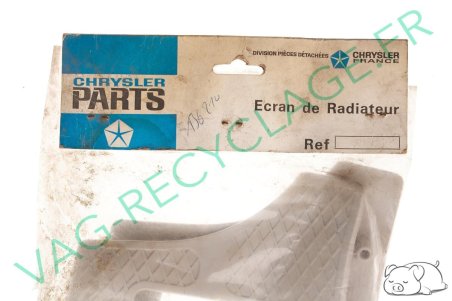 DIVISION PIÈCES DÉTACHÉES
CHRYSLER
FRANCE
CHRYSLER
PARTS
Ecran de Radiateur
Ref
VAG-RECYCLAGE.FR